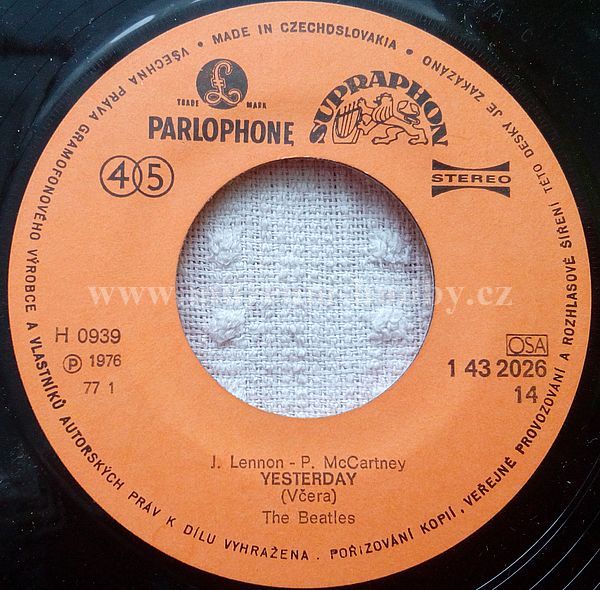 VŠECHNA PRÁVA GRAMOFONOVÉHO VÝROBCE A VLASTNÍKŮ AUTORSKÝCH PRÁV K DÍLU VYHRAŽENA . POŘIZOVÁNÍ KOPIÍ, VEŘEJNÉ PROVOZOVÁNÍ A ROZHLASOVÉ ŠÍŘENÍ TÉTO DESKY JE ZAKÁZÁNO • MADE IN CZECHOSLOVAKIA •
£
TRADE MARK
PARLOPHONE
SUPRAPHON
45
STEREO
H 0939
Ⓟ 1976
77 1
OSA
1 43 2026
14
J. Lennon - P. McCartney
YESTERDAY
(Včera)
The Beatles